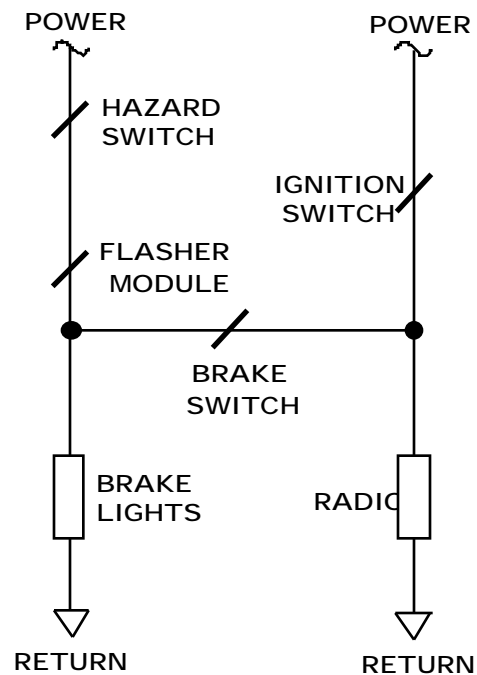 POWER
POWER
HAZARD
SWITCH
IGNITION
SWITCH
FLASHER
MODULE
BRAKE
SWITCH
BRAKE
LIGHTS
RADIO
RETURN
RETURN